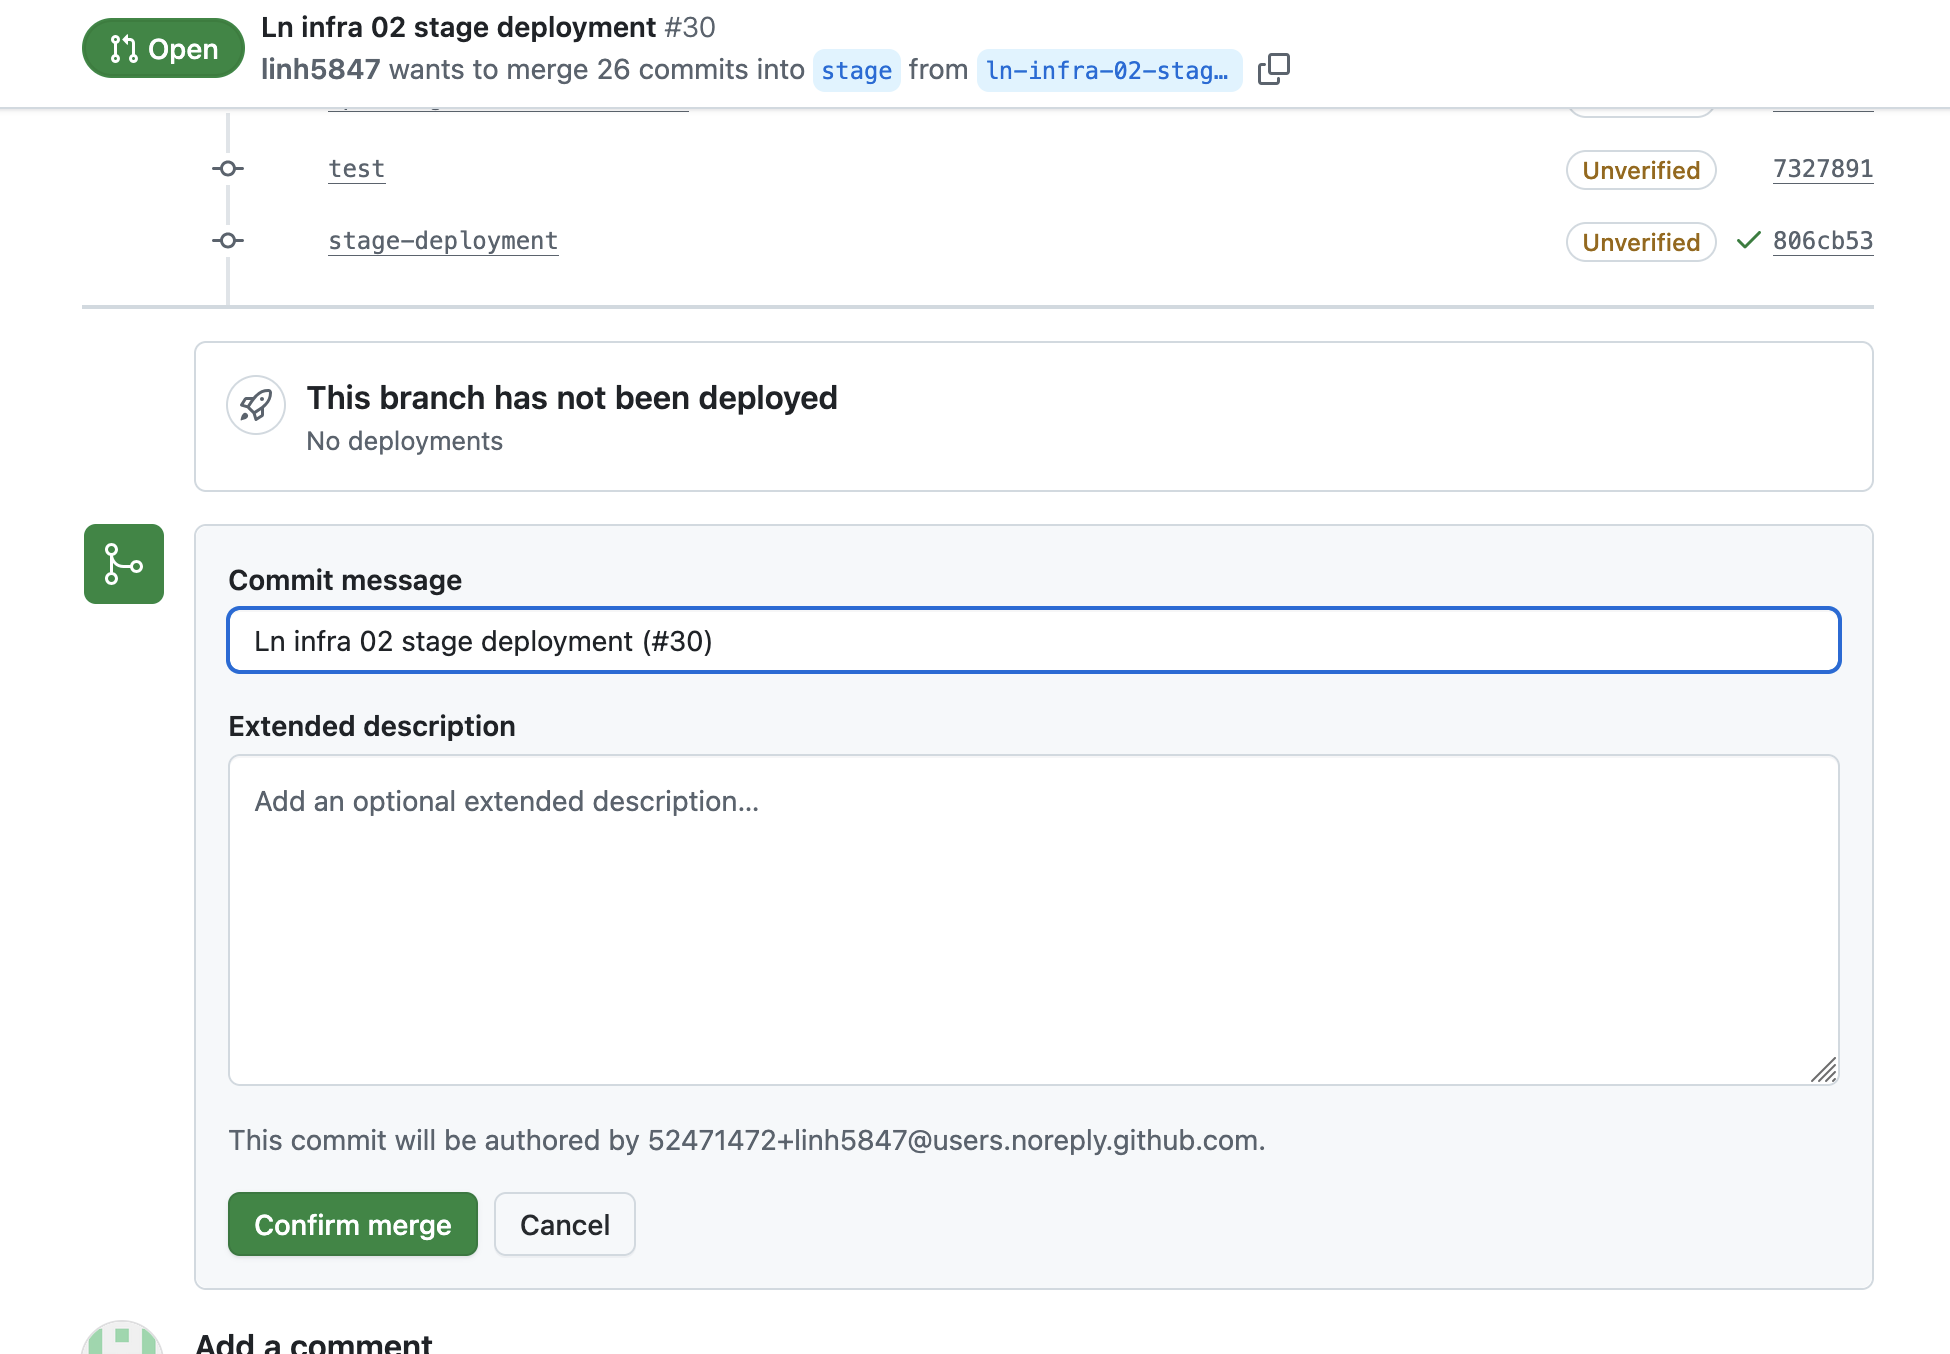 Open
Ln infra 02 stage deployment #30
linh5847 wants to merge 26 commits into stage from ln-infra-02-stag…
test Unverified 7327891
stage-deployment Unverified 806cb53
This branch has not been deployed
No deployments
Commit message
Ln infra 02 stage deployment (#30)
Extended description
Add an optional extended description...
This commit will be authored by 52471472+linh5847@users.noreply.github.com.
Confirm merge Cancel
Add a comment